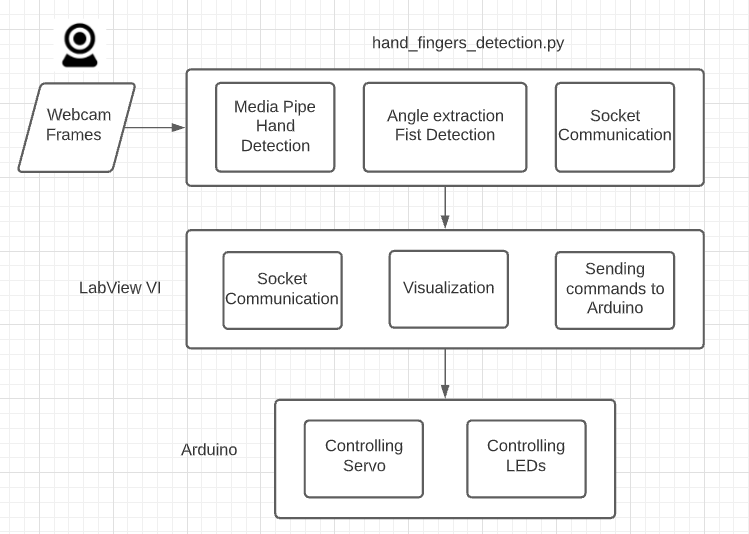 hand_fingers_detection.py
Webcam
Frames
Media Pipe
Hand
Detection
Angle extraction
Fist Detection
Socket
Communication
LabView VI
Socket
Communication
Visualization
Sending
commands to
Arduino
Arduino
Controlling
Servo
Controlling
LEDs